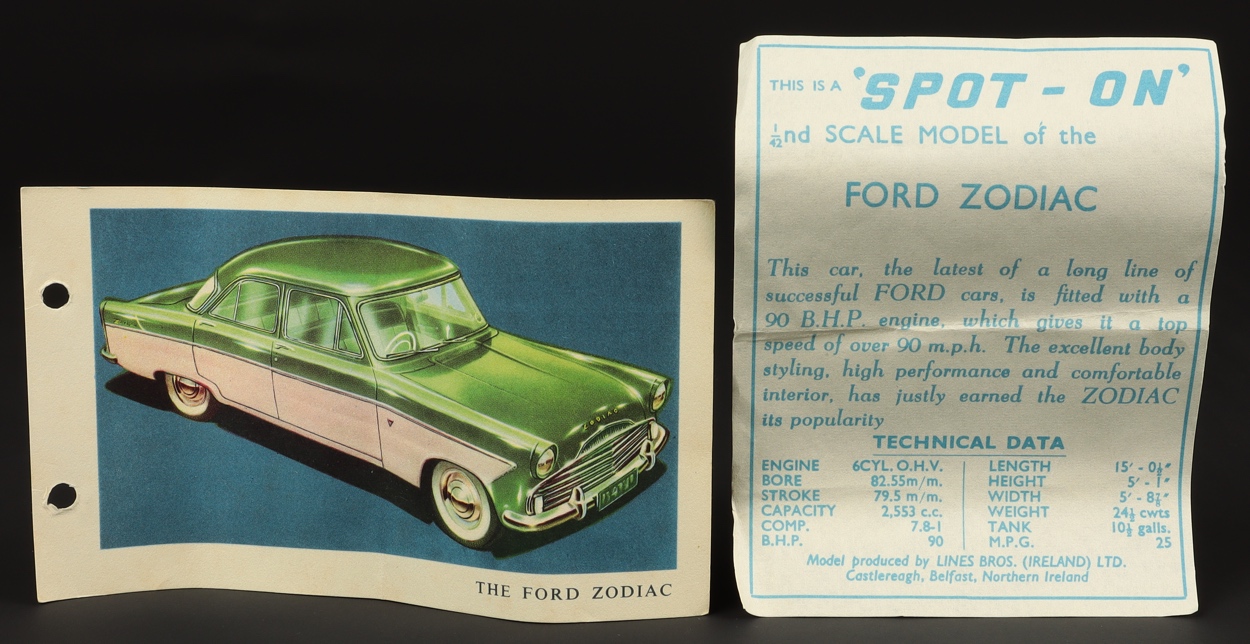 ZODIAC
THE FORD ZODIAC
THIS IS A 'SPOT - ON'
1/42nd SCALE MODEL of the
FORD ZODIAC
This car, the latest of a long line of
successful FORD cars, is fitted with a
90 B.H.P. engine, which gives it a top
speed of over 90 m.p.h. The excellent body
styling, high performance and comfortable
interior, has justly earned the ZODIAC
its popularity
TECHNICAL DATA
ENGINE 6CYL. O.H.V. LENGTH 15' - 0½"
BORE 82.55m/m. HEIGHT 5' - 1"
STROKE 79.5 m/m. WIDTH
CAPACITY 2,553 c.c. WEIGHT 24½ cwts
COMP. 7.8-1 TANK 10½ galls.
B.H.P. 90 M.P.G. 25
Model produced by LINES BROS. (IRELAND) LTD.
Castlereagh, Belfast, Northern Ireland